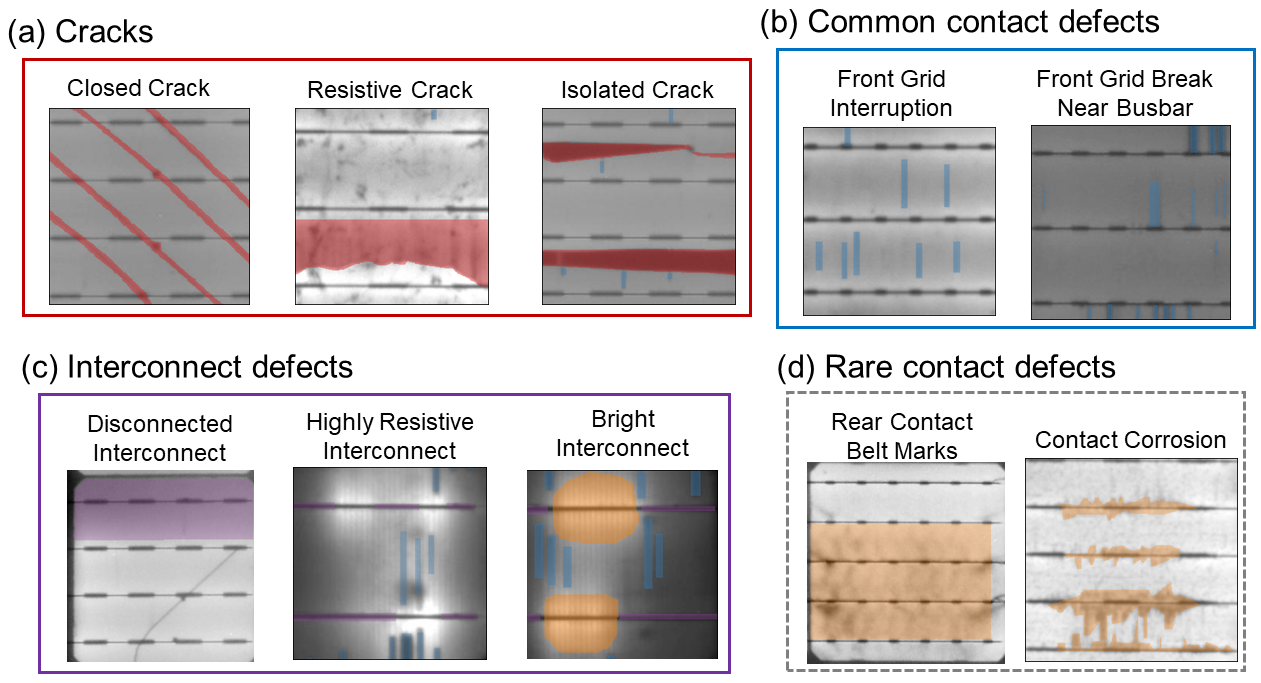 (a) Cracks
Closed Crack
Resistive Crack
Isolated Crack
(b) Common contact defects
Front Grid
Interruption
Front Grid Break
Near Busbar
(c) Interconnect defects
Disconnected
Interconnect
Highly Resistive
Interconnect
Bright
Interconnect
(d) Rare contact defects
Rear Contact
Belt Marks
Contact Corrosion